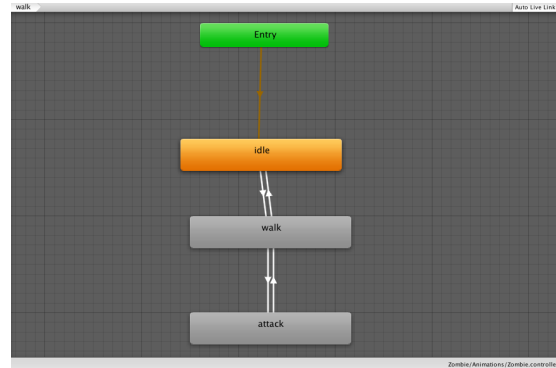 walk
Auto Live Link
Entry
idle
walk
attack
Zombie/Animations/Zombie.controlle